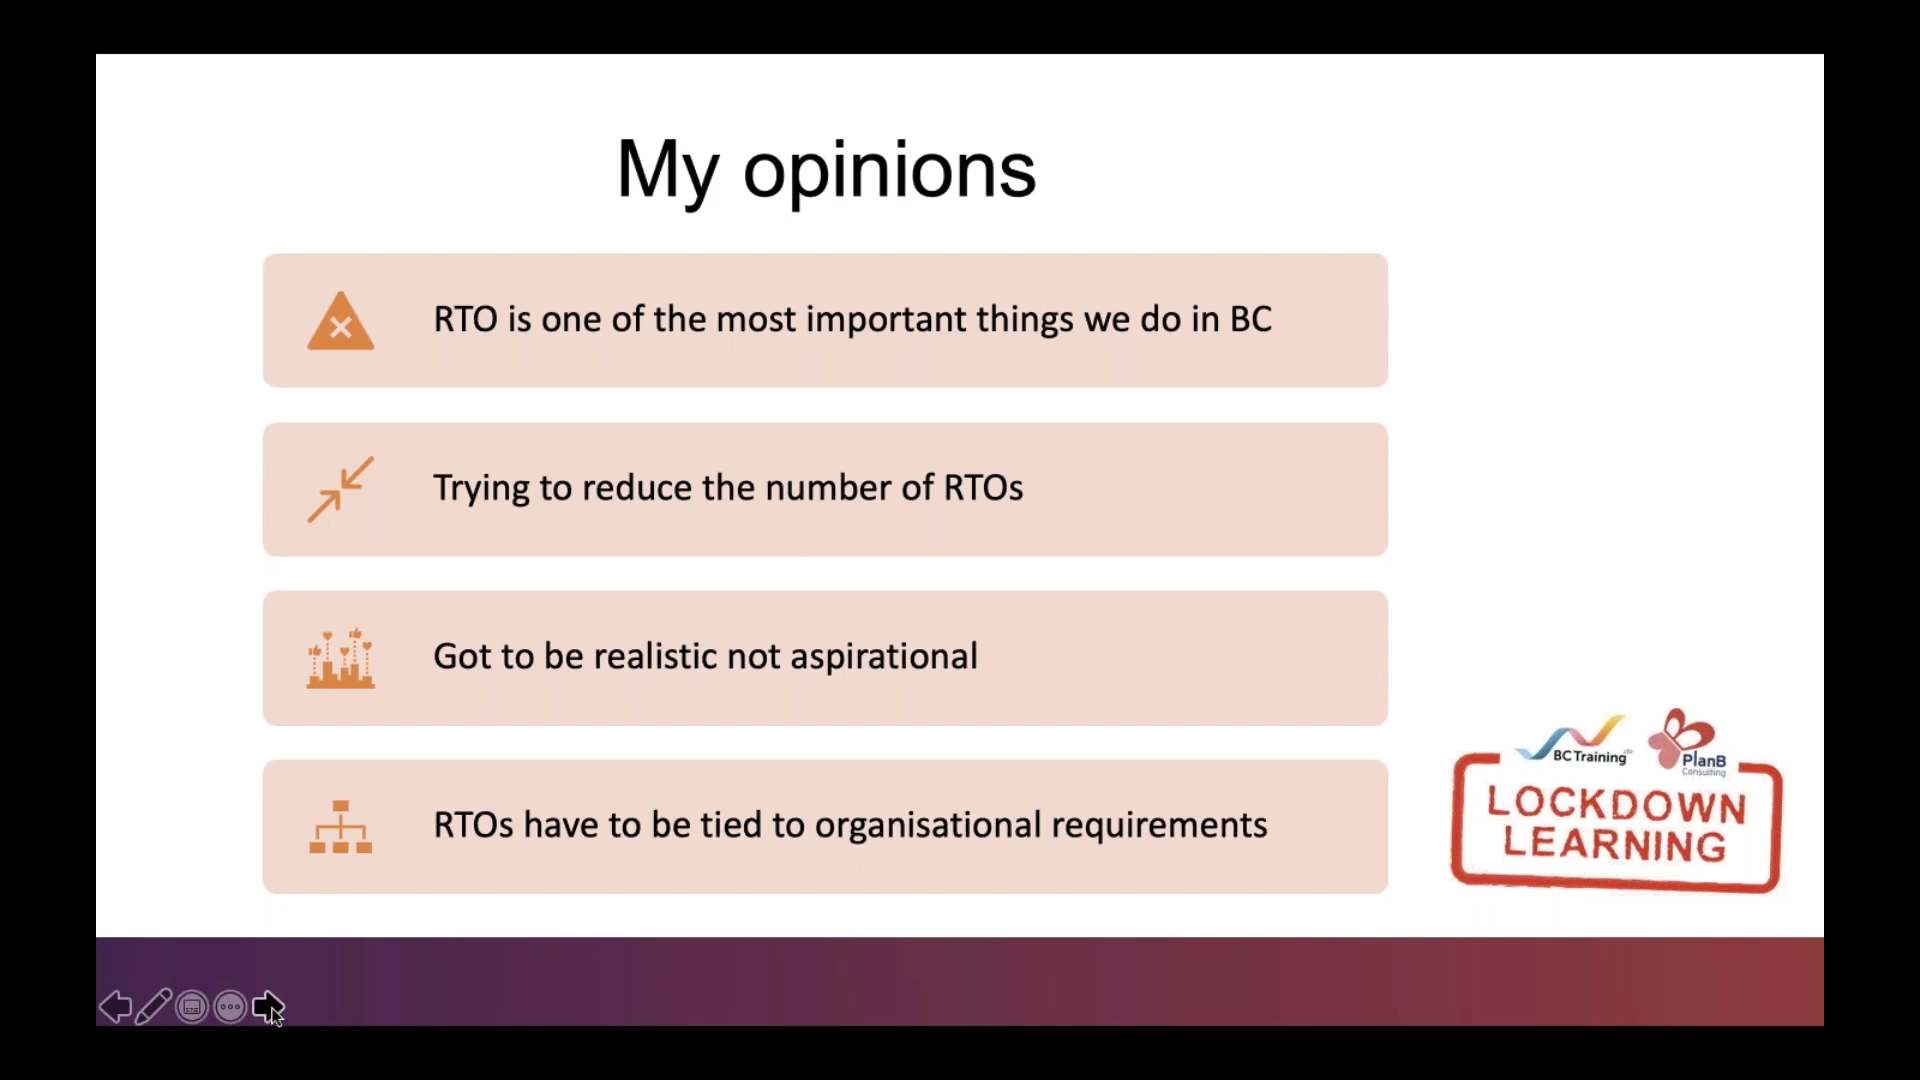 My opinions
RTO is one of the most important things we do in BC
Trying to reduce the number of RTOs
Got to be realistic not aspirational
RTOs have to be tied to organisational requirements
BC Training Ltd
PlanB
Consulting
LOCKDOWN
LEARNING